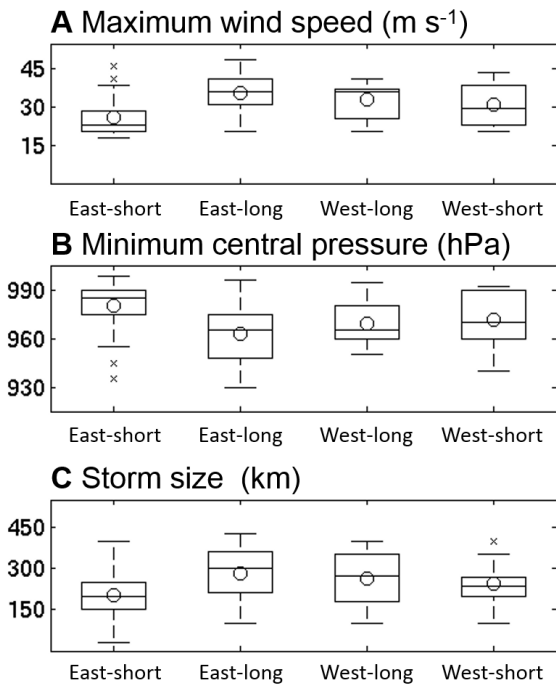 A Maximum wind speed (m s-1)
45
30
15
East-short East-long West-long West-short
B Minimum central pressure (hPa)
990
960
930
East-short East-long West-long West-short
C Storm size (km)
450
300
150
East-short East-long West-long West-short